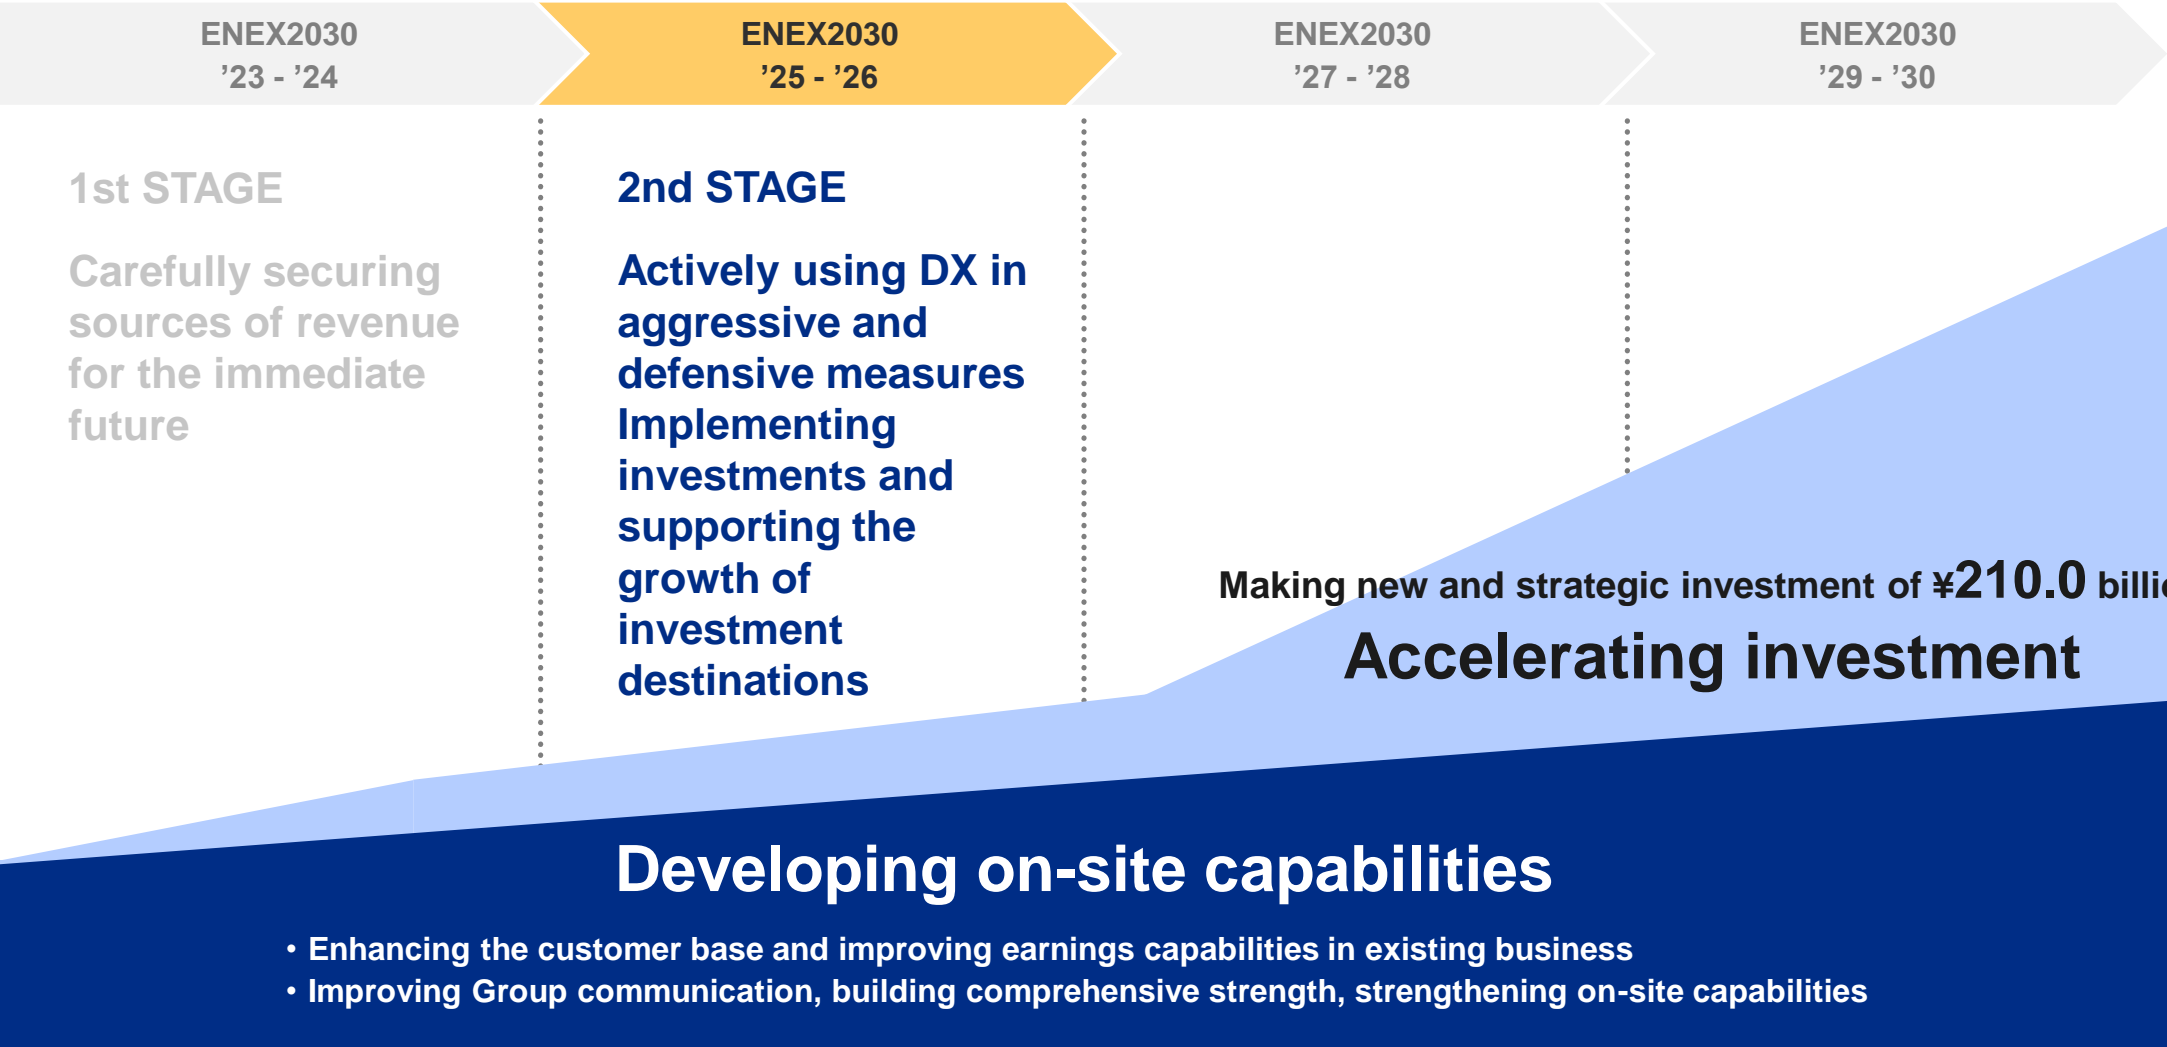 ENEX2030
’23 - ’24
ENEX2030
’25 - ’26
ENEX2030
’27 - ’28
ENEX2030
’29 - ’30
1st STAGE
Carefully securing
sources of revenue
for the immediate
future
2nd STAGE
Actively using DX in
aggressive and
defensive measures
Implementing
investments and
supporting the
growth of
investment
destinations
Making new and strategic investment of ¥210.0
Accelerating investment
Developing on-site capabilities
• Enhancing the customer base and improving earnings capabilities in existing business
• Improving Group communication, building comprehensive strength, strengthening on-site capabilities